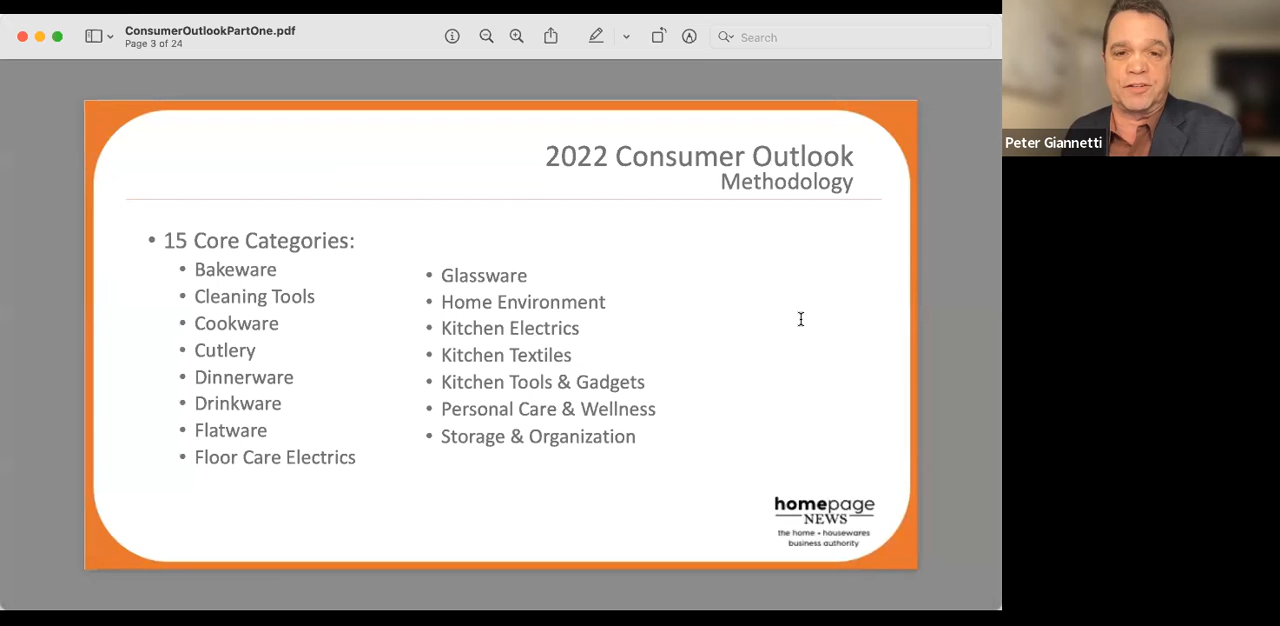 ConsumerOutlookPartOne.pdf
Page 3 of 24
Search
Peter Giannetti
2022 Consumer Outlook
Methodology
• 15 Core Categories:
• Bakeware
• Cleaning Tools
• Cookware
• Cutlery
• Dinnerware
• Drinkware
• Flatware
• Floor Care Electrics
• Glassware
• Home Environment
• Kitchen Electrics
• Kitchen Textiles
• Kitchen Tools & Gadgets
• Personal Care & Wellness
• Storage & Organization
homepage
NEWS
the home + housewares
business authority